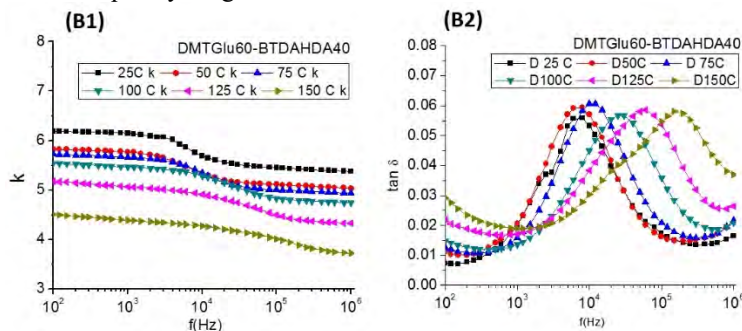 (B1)
DMTGlu60-BTDAHDA40
25C k 50 C k 75 C k
100 C k 125 C k 150 C k
k
8
7
6
5
4
3
10² 10³ 10⁴ 10⁵ 10⁶
f(Hz)
(B2)
DMTGlu60-BTDAHDA40
D 25 C D50C D 75C
D100C D125C D150C
tan δ
0.08
0.07
0.06
0.05
0.04
0.03
0.02
0.01
0.00
10² 10³ 10⁴ 10⁵ 10⁶
f(Hz)